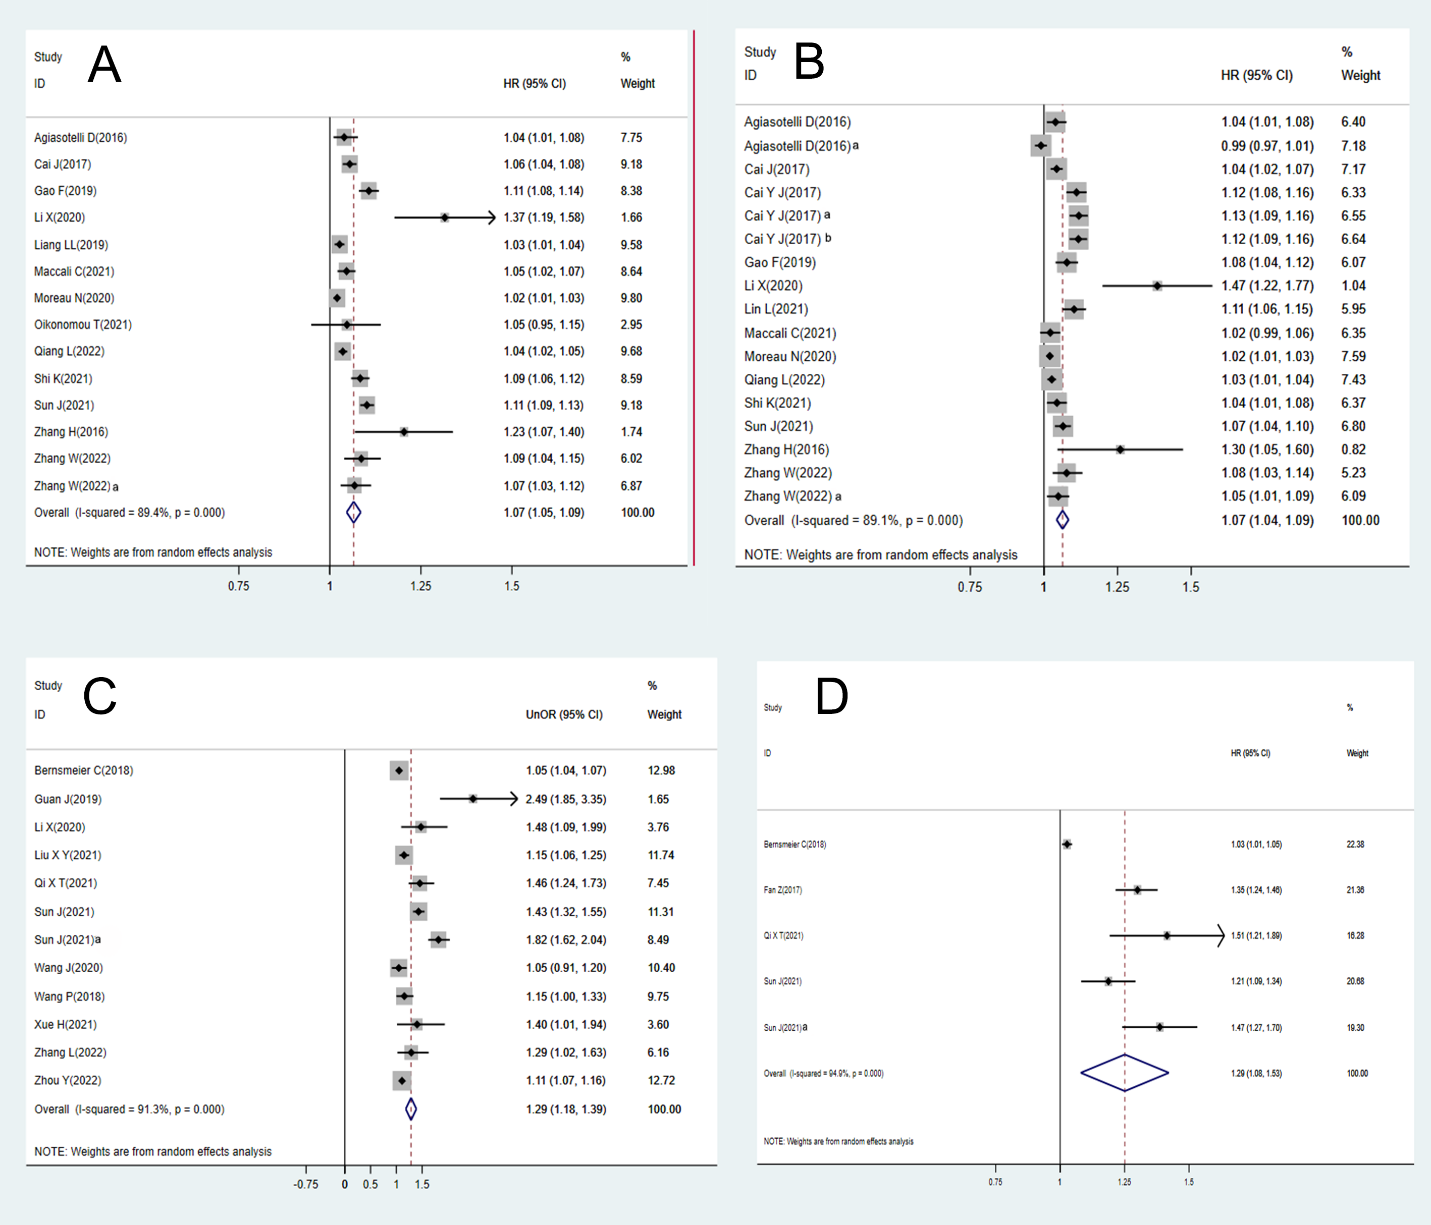 A
Study %
ID HR (95% CI) Weight
Agiasotelli D(2016) 1.04 (1.01, 1.08) 7.75
Cai J(2017) 1.06 (1.04, 1.08) 9.18
Gao F(2019) 1.11 (1.08, 1.14) 8.38
Li X(2020) 1.37 (1.19, 1.58) 1.66
Liang LL(2019) 1.03 (1.01, 1.04) 9.58
Maccali C(2021) 1.05 (1.02, 1.07) 8.64
Moreau N(2020) 1.02 (1.01, 1.03) 9.80
Oikonomou T(2021) 1.05 (0.95, 1.15) 2.95
Qiang L(2022) 1.04 (1.02, 1.05) 9.68
Shi K(2021) 1.09 (1.06, 1.12) 8.59
Sun J(2021) 1.11 (1.09, 1.13) 9.18
Zhang H(2016) 1.23 (1.07, 1.40) 1.74
Zhang W(2022) 1.09 (1.04, 1.15) 6.02
Zhang W(2022) a 1.07 (1.03, 1.12) 6.87
Overall (I-squared = 89.4%, p = 0.000) 1.07 (1.05, 1.09) 100.00
NOTE: Weights are from random effects analysis
0.75 1 1.25 1.5
B
Study %
ID HR (95% CI) Weight
Agiasotelli D(2016) 1.04 (1.01, 1.08) 6.40
Agiasotelli D(2016) a 0.99 (0.97, 1.01) 7.18
Cai J(2017) 1.04 (1.02, 1.07) 7.17
Cai Y J(2017) 1.12 (1.08, 1.16) 6.33
Cai Y J(2017) a 1.13 (1.09, 1.16) 6.55
Cai Y J(2017) b 1.12 (1.09, 1.16) 6.64
Gao F(2019) 1.08 (1.04, 1.12) 6.07
Li X(2020) 1.47 (1.22, 1.77) 1.04
Lin L(2021) 1.11 (1.06, 1.15) 5.95
Maccali C(2021) 1.02 (0.99, 1.06) 6.35
Moreau N(2020) 1.02 (1.01, 1.03) 7.59
Qiang L(2022) 1.03 (1.01, 1.04) 7.43
Shi K(2021) 1.04 (1.01, 1.08) 6.37
Sun J(2021) 1.07 (1.04, 1.10) 6.80
Zhang H(2016) 1.30 (1.05, 1.60) 0.82
Zhang W(2022) 1.08 (1.03, 1.14) 5.23
Zhang W(2022) a 1.05 (1.01, 1.09) 6.09
Overall (I-squared = 89.1%, p = 0.000) 1.07 (1.04, 1.09) 100.00
NOTE: Weights are from random effects analysis
0.75 1 1.25 1.5
C
Study %
ID UnOR (95% CI) Weight
Bernsmeier C(2018) 1.05 (1.04, 1.07) 12.98
Guan J(2019) 2.49 (1.85, 3.35) 1.65
Li X(2020) 1.48 (1.09, 1.99) 3.76
Liu X Y(2021) 1.15 (1.06, 1.25) 11.74
Qi X T(2021) 1.46 (1.24, 1.73) 7.45
Sun J(2021) 1.43 (1.32, 1.55) 11.31
Sun J(2021)a 1.82 (1.62, 2.04) 8.49
Wang J(2020) 1.05 (0.91, 1.20) 10.40
Wang P(2018) 1.15 (1.00, 1.33) 9.75
Xue H(2021) 1.40 (1.01, 1.94) 3.60
Zhang L(2022) 1.29 (1.02, 1.63) 6.16
Zhou Y(2022) 1.11 (1.07, 1.16) 12.72
Overall (I-squared = 91.3%, p = 0.000) 1.29 (1.18, 1.39) 100.00
NOTE: Weights are from random effects analysis
-0.75 0 0.5 1 1.5
D
Study %
ID HR (95% CI) Weight
Bernsmeier C(2018) 1.03 (1.01, 1.05) 22.38
Fan Z(2017) 1.35 (1.24, 1.46) 21.36
Qi X T(2021) 1.51 (1.21, 1.89) 16.28
Sun J(2021) 1.21 (1.09, 1.34) 20.68
Sun J(2021)a 1.47 (1.27, 1.70) 19.30
Overall (I-squared = 94.9%, p = 0.000) 1.29 (1.08, 1.53) 100.00
NOTE: Weights are from random effects analysis
0.75 1 1.25 1.5